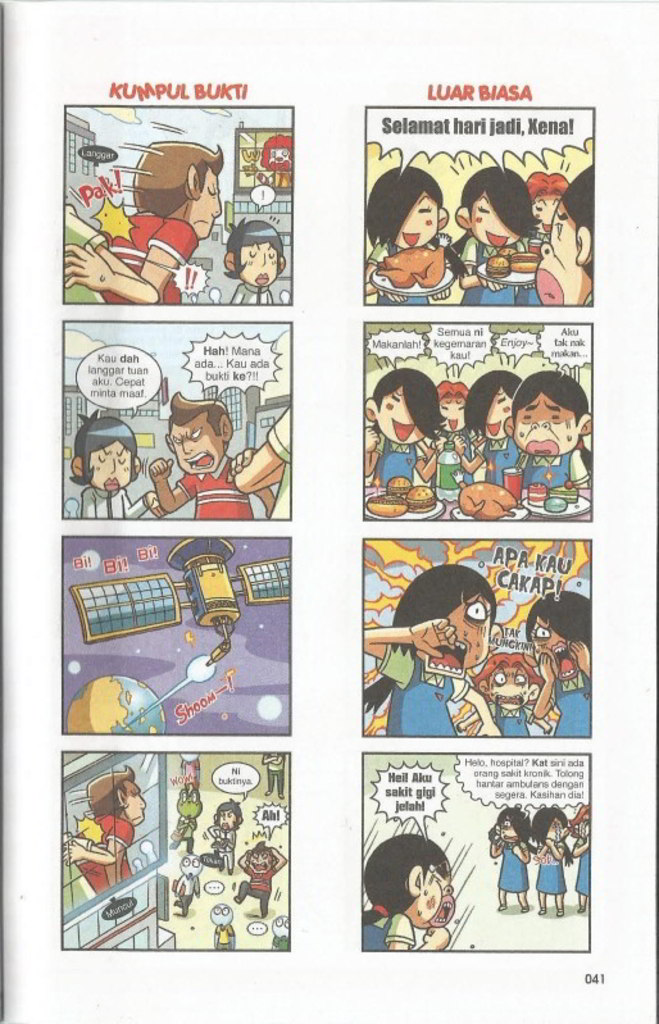 KUMPUL BUKTI
Langgar
Pak!
!
!!
Kau dah
langgar tuan
aku. Cepat
minta maaf.
Hah! Mana
ada... Kau ada
bukti ke?!!
Bi! Bi! Bi!
Shoom—!
WOW!
Ni
buktinya.
Ah!
Tekan
...
...
...
Muncul
LUAR BIASA
Selamat hari jadi, Xena!
Makanlah!
Semua ni
kegemaran
kau!
Enjoy~
Aku
tak nak
makan...
APA KAU
CAKAP!
TAK
MUNGKIN!
Hei! Aku
sakit gigi
jelah!
Helo, hospital? Kat sini ada
orang sakit kronik. Tolong
hantar ambulans dengan
segera. Kasihan dia!
041